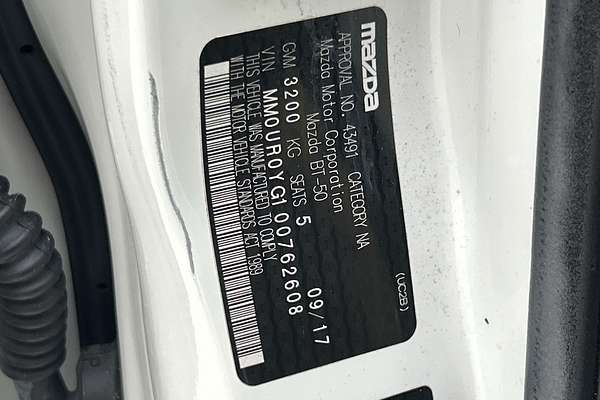 mazda
APPROVAL NO. 43491 CATEGORY NA
Mazda Motor Corporation
Mazda BT-50
(UC2B)
GVM 3200 KG SEATS 5 09/17
VIN MM0UR0YG100762608
THIS VEHICLE WAS MANUFACTURED TO COMPLY
WITH THE MOTOR VEHICLE STANDARDS ACT 1989